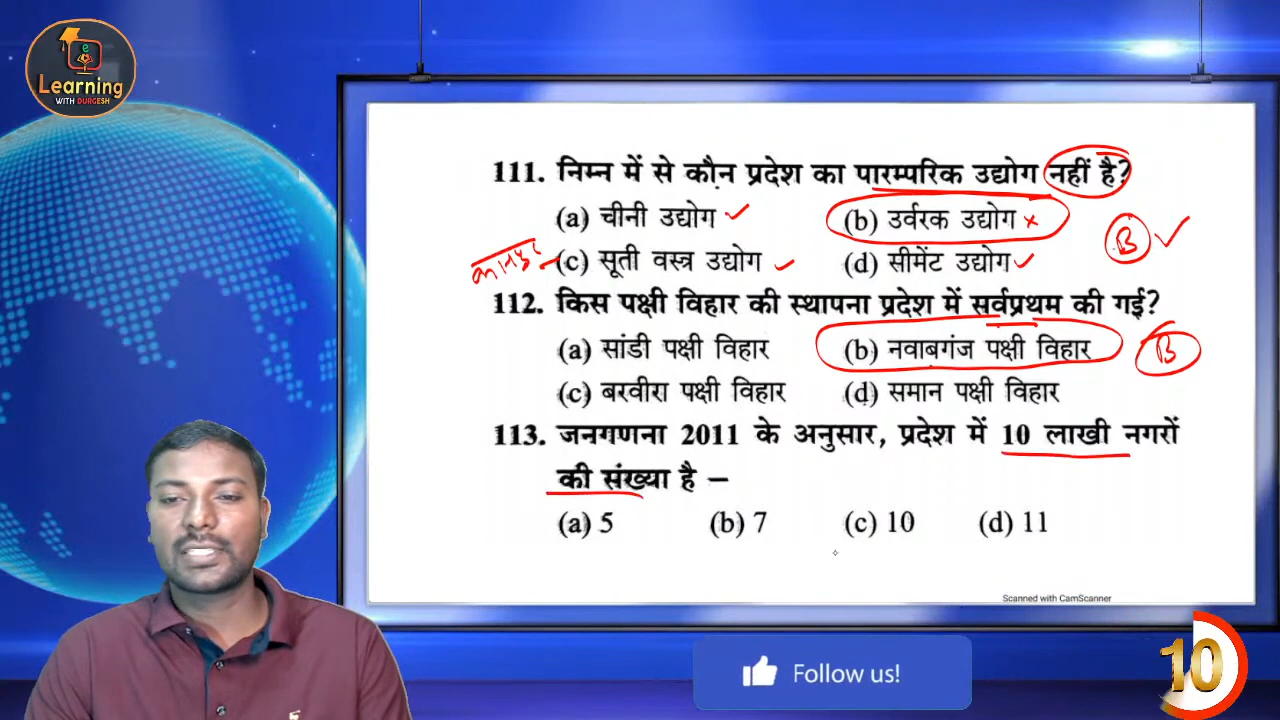 e
Learning
WITH DURGESH
111. निम्न में से कौन प्रदेश का पारम्परिक उद्योग नहीं है?
(a) चीनी उद्योग (b) उर्वरक उद्योग
B
कानपुर (c) सूती वस्त्र उद्योग (d) सीमेंट उद्योग
112. किस पक्षी विहार की स्थापना प्रदेश में सर्वप्रथम की गई?
(a) सांडी पक्षी विहार (b) नवाबगंज पक्षी विहार B
(c) बरवीरा पक्षी विहार (d) समान पक्षी विहार
113. जनगणना 2011 के अनुसार, प्रदेश में 10 लाखी नगरों
की संख्या है –
(a) 5 (b) 7 (c) 10 (d) 11
Scanned with CamScanner
Follow us!
10